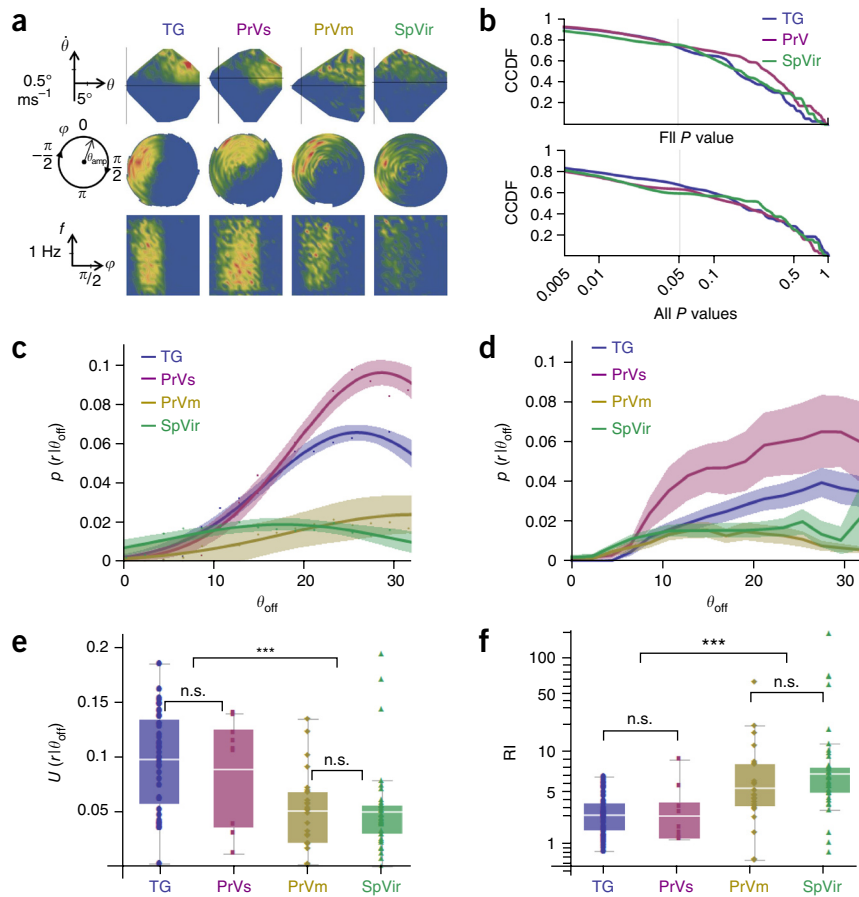 a
TG PrVs PrVm SpVir
θ̇
θ
0.5° ms⁻¹
5°
φ 0
−π/2 θamp π/2
π
f
1 Hz
φ
π/2
b
TG
PrV
SpVir
CCDF
1
0.8
0.6
0.4
0.2
FII P value
CCDF
1
0.8
0.6
0.4
0.2
0.005 0.01 0.05 0.1 0.5 1
All P values
c
TG
PrVs
PrVm
SpVir
p (r|θoff)
0.1
0.08
0.06
0.04
0.02
0
0 10 20 30
θoff
d
TG
PrVs
PrVm
SpVir
p (r|θoff)
0.1
0.08
0.06
0.04
0.02
0
0 10 20 30
θoff
e
U (r|θoff)
0.2
0.15
0.1
0.05
***
n.s.
n.s.
TG PrVs PrVm SpVir
f
RI
100
50
10
5
1
***
n.s.
n.s.
TG PrVs PrVm SpVir